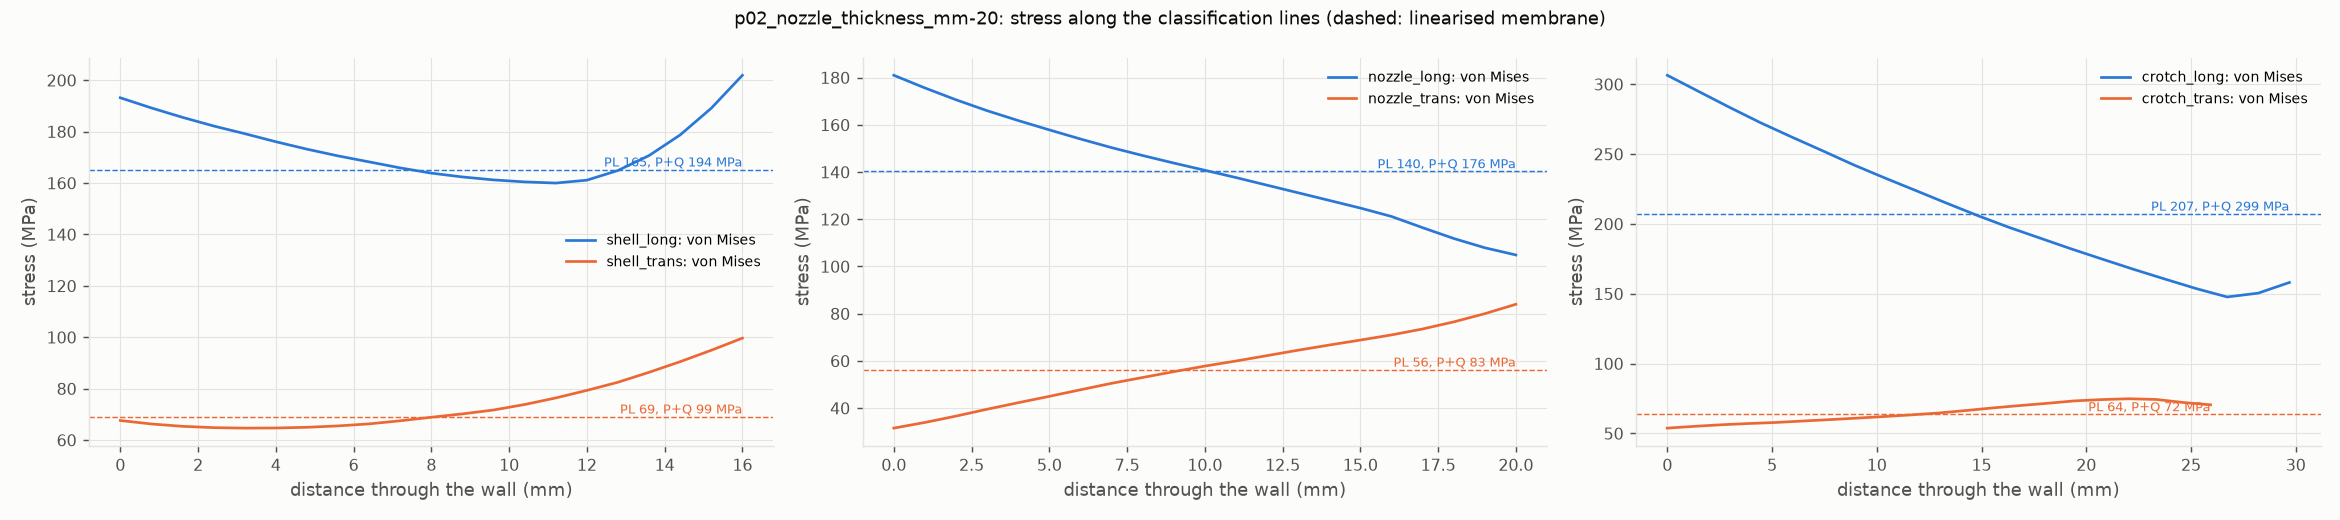 p02_nozzle_thickness_mm-20: stress along the classification lines (dashed: linearised membrane)
stress (MPa)
200
180
160
140
120
100
80
60
PL 165, P+Q 194 MPa
shell_long: von Mises
shell_trans: von Mises
PL 69, P+Q 99 MPa
0 2 4 6 8 10 12 14 16
distance through the wall (mm)
stress (MPa)
180
160
140
120
100
80
60
40
nozzle_long: von Mises
nozzle_trans: von Mises
PL 140, P+Q 176 MPa
PL 56, P+Q 83 MPa
0.0 2.5 5.0 7.5 10.0 12.5 15.0 17.5 20.0
distance through the wall (mm)
stress (MPa)
300
250
200
150
100
50
crotch_long: von Mises
crotch_trans: von Mises
PL 207, P+Q 299 MPa
PL 64, P+Q 72 MPa
0 5 10 15 20 25 30
distance through the wall (mm)